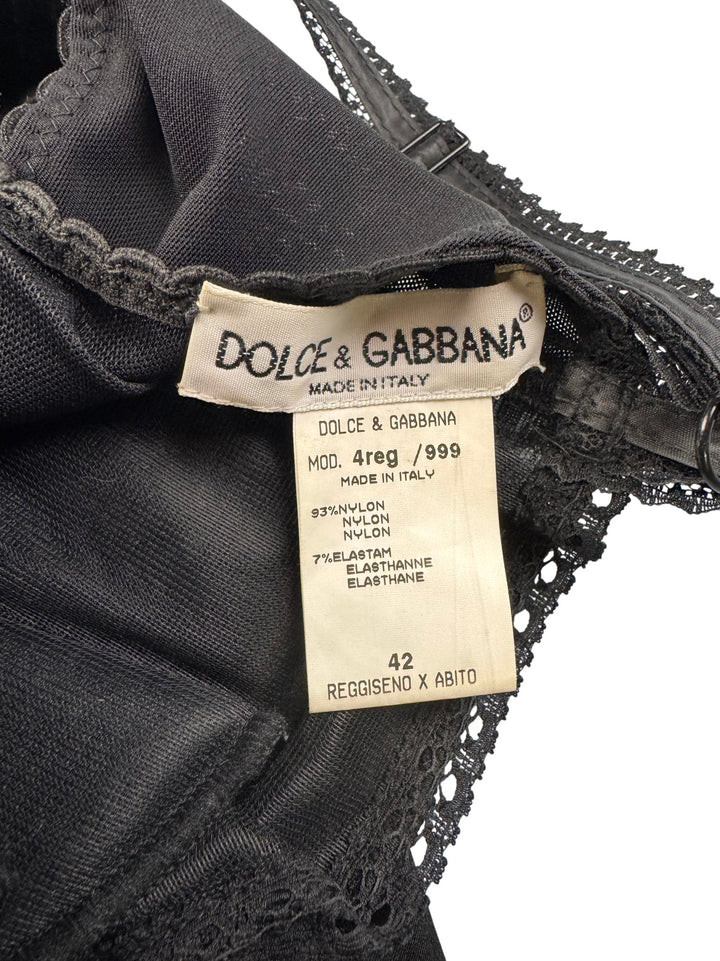 DOLCE & GABBANA®
MADE IN ITALY
DOLCE & GABBANA
MOD. 4reg /999
MADE IN ITALY
93%NYLON
NYLON
NYLON
7%ELASTAM
ELASTHANNE
ELASTHANE
42
REGGISENO X ABITO